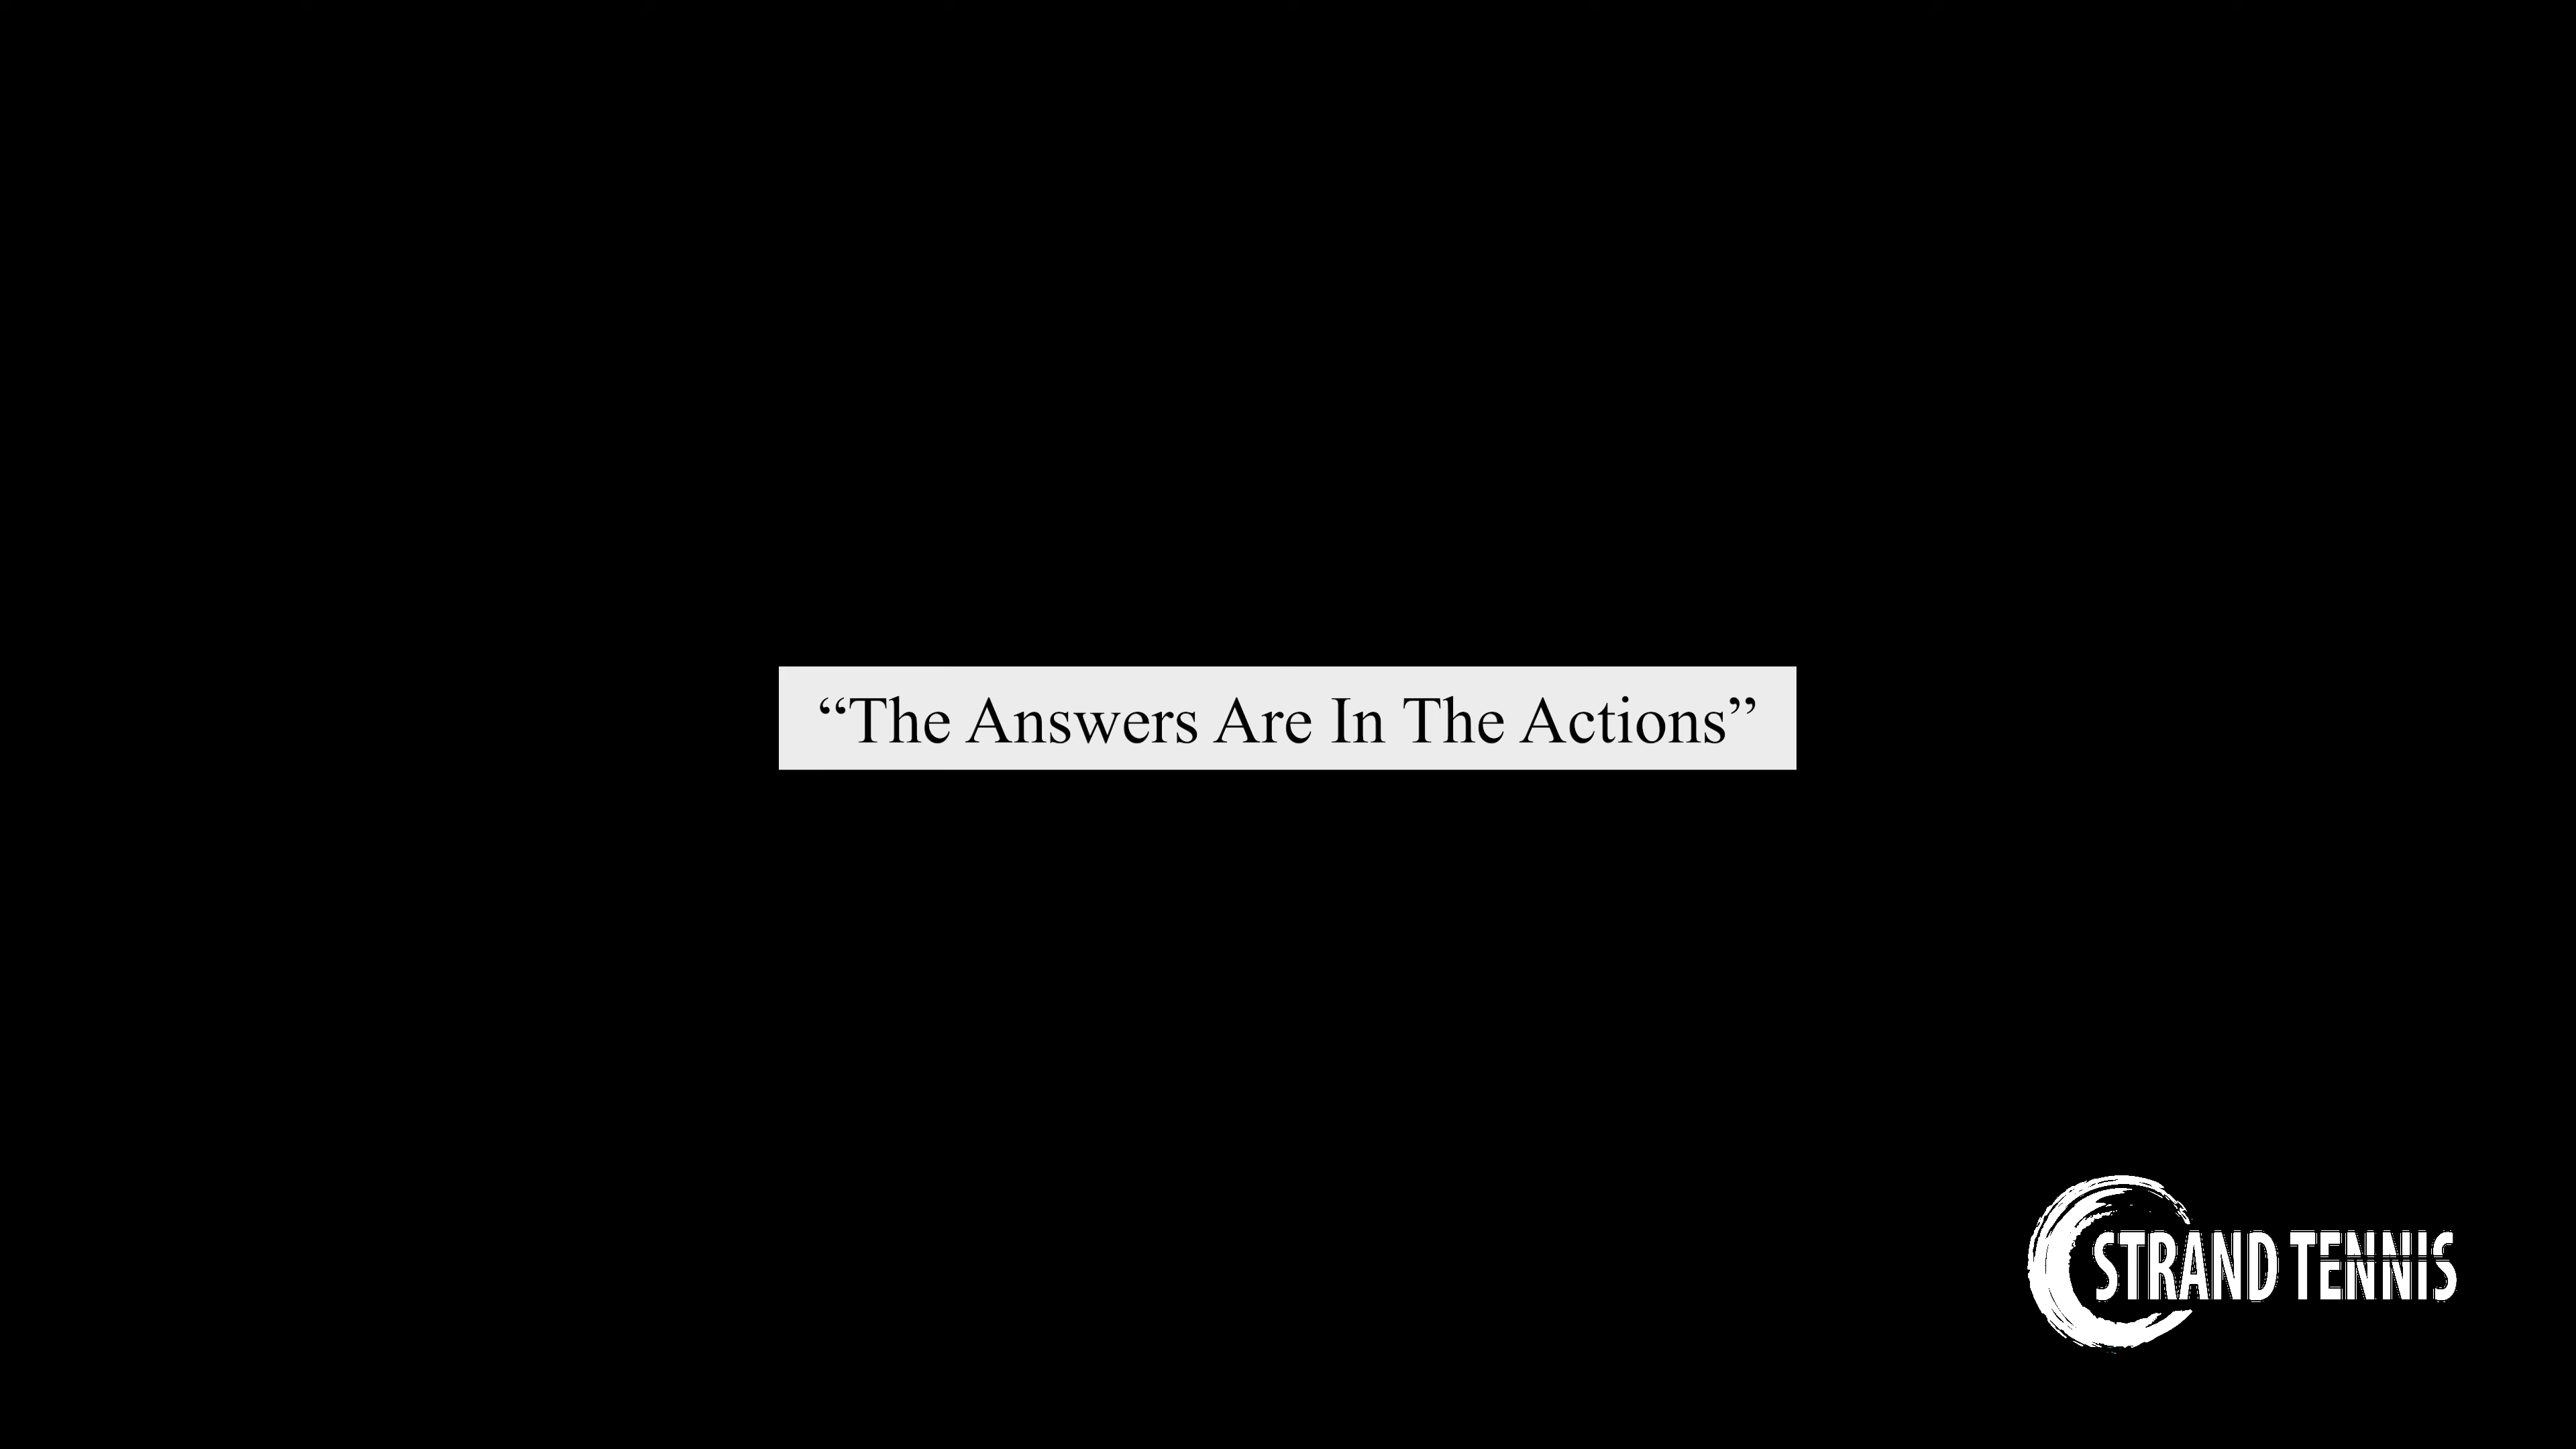 “The Answers Are In The Actions”
STRAND TENNIS